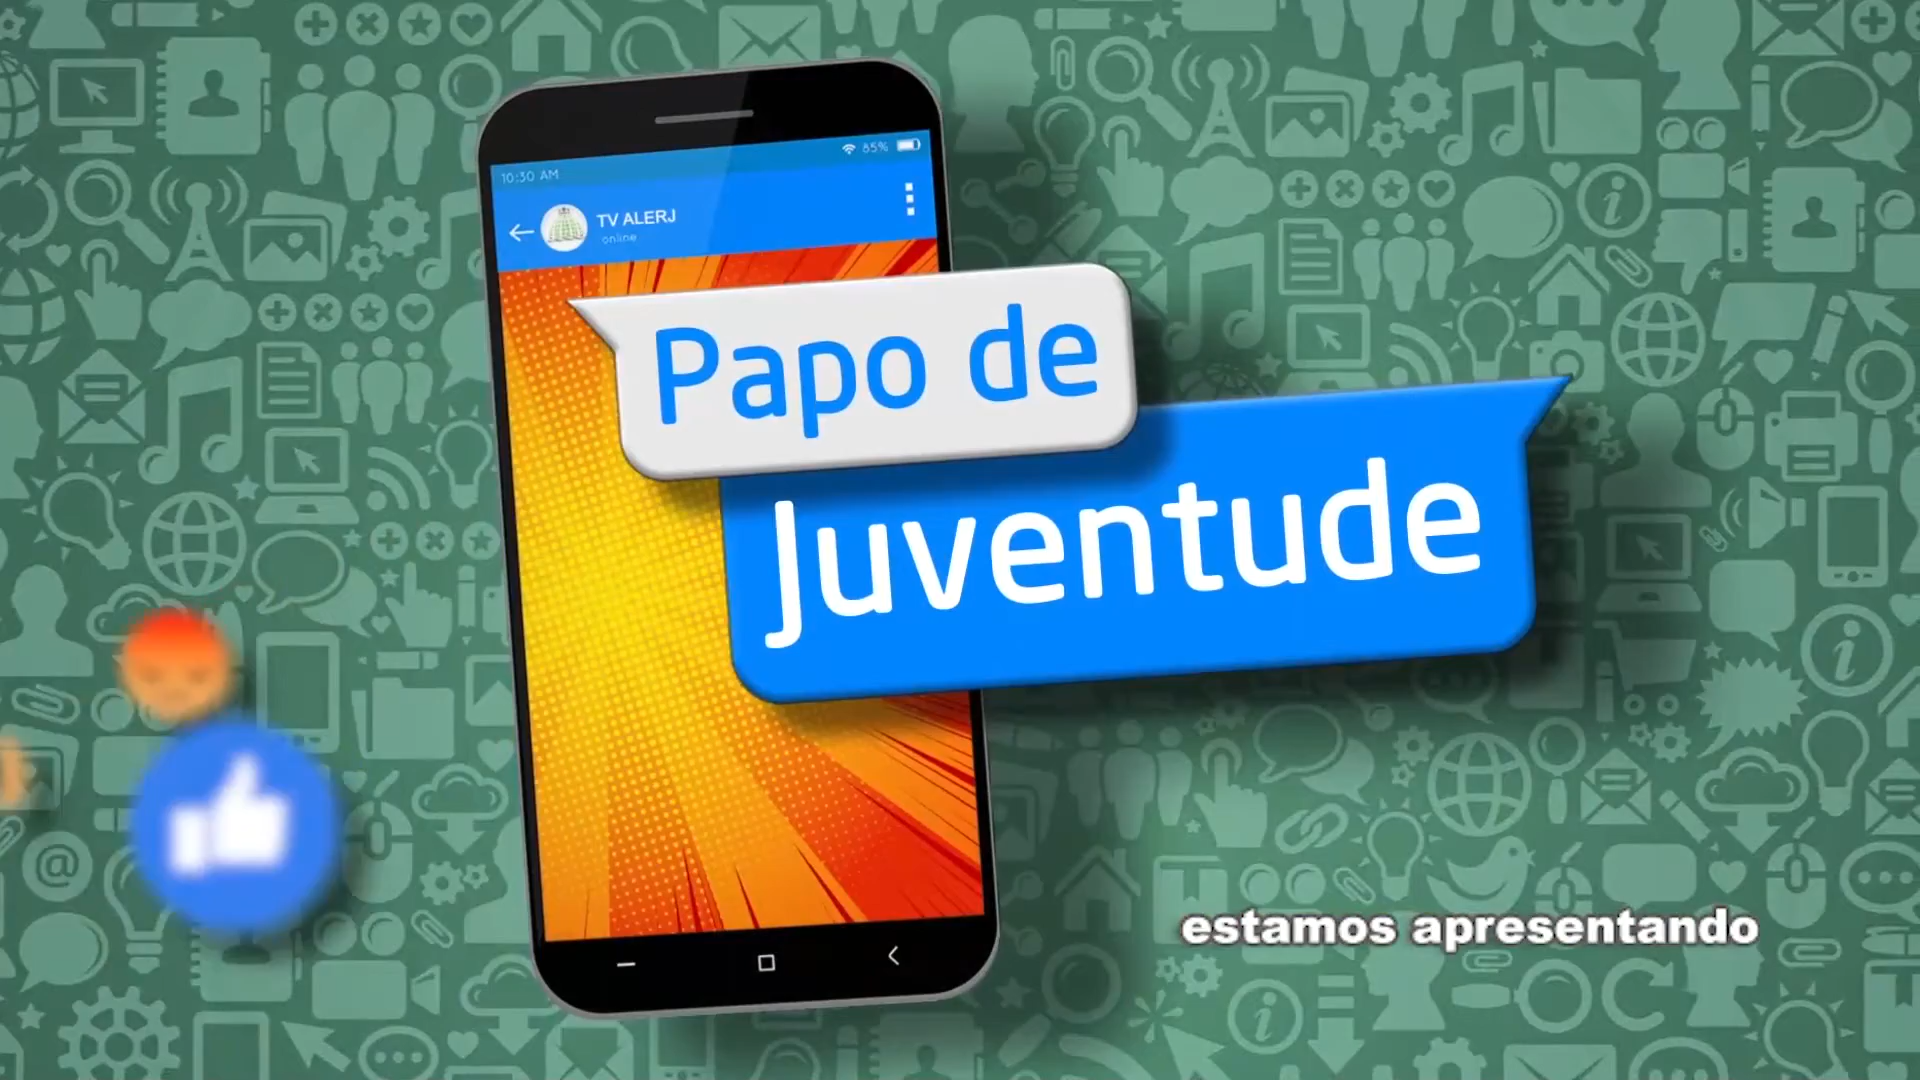 10:30 AM
85%
TV ALERJ
online
Papo de
Juventude
estamos apresentando